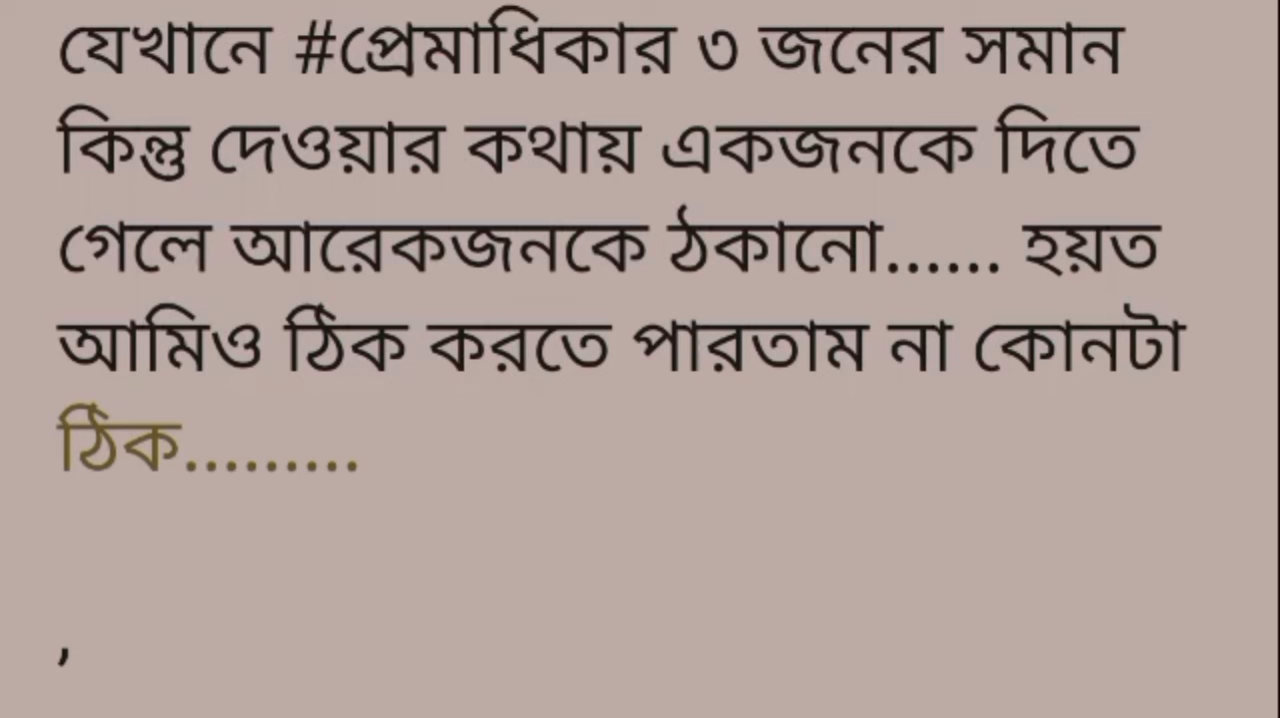 যেখানে #প্রেমাধিকার ৩ জনের সমান
কিন্তু দেওয়ার কথায় একজনকে দিতে
গেলে আরেকজনকে ঠকানো...... হয়ত
আমিও ঠিক করতে পারতাম না কোনটা
ঠিক.........
,